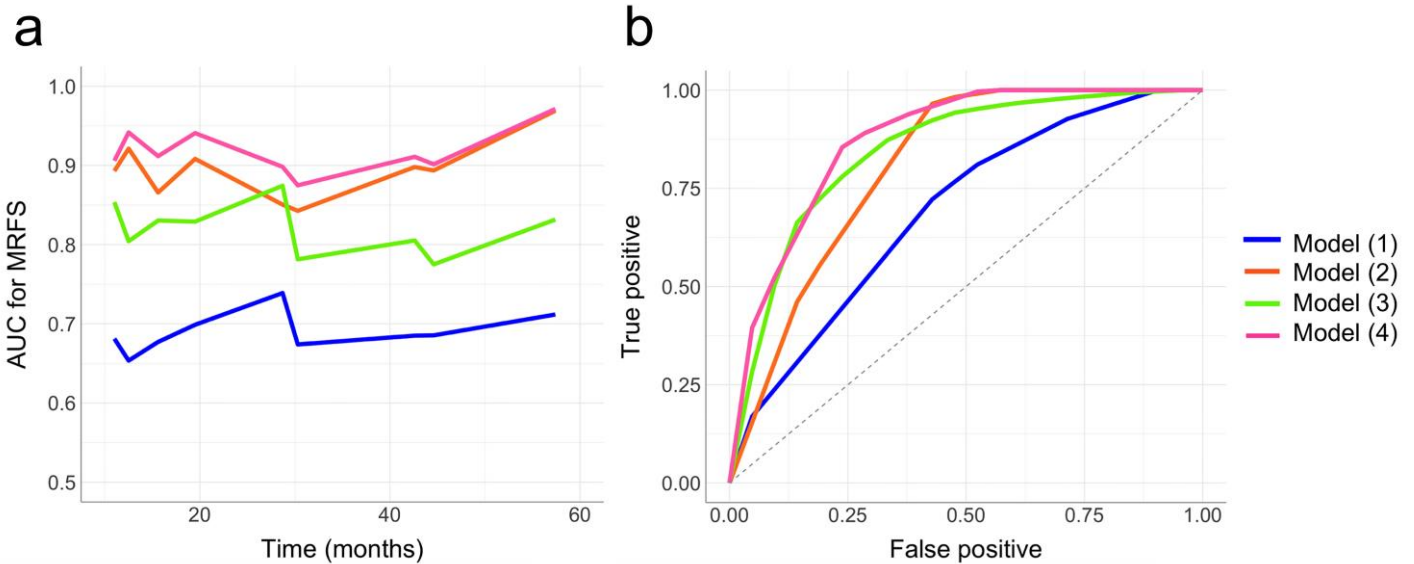 a
AUC for MRFS
1.0
0.9
0.8
0.7
0.6
0.5
20
40
60
Time (months)
b
True positive
1.00
0.75
0.50
0.25
0.00
0.00
0.25
0.50
0.75
1.00
False positive
Model (1)
Model (2)
Model (3)
Model (4)